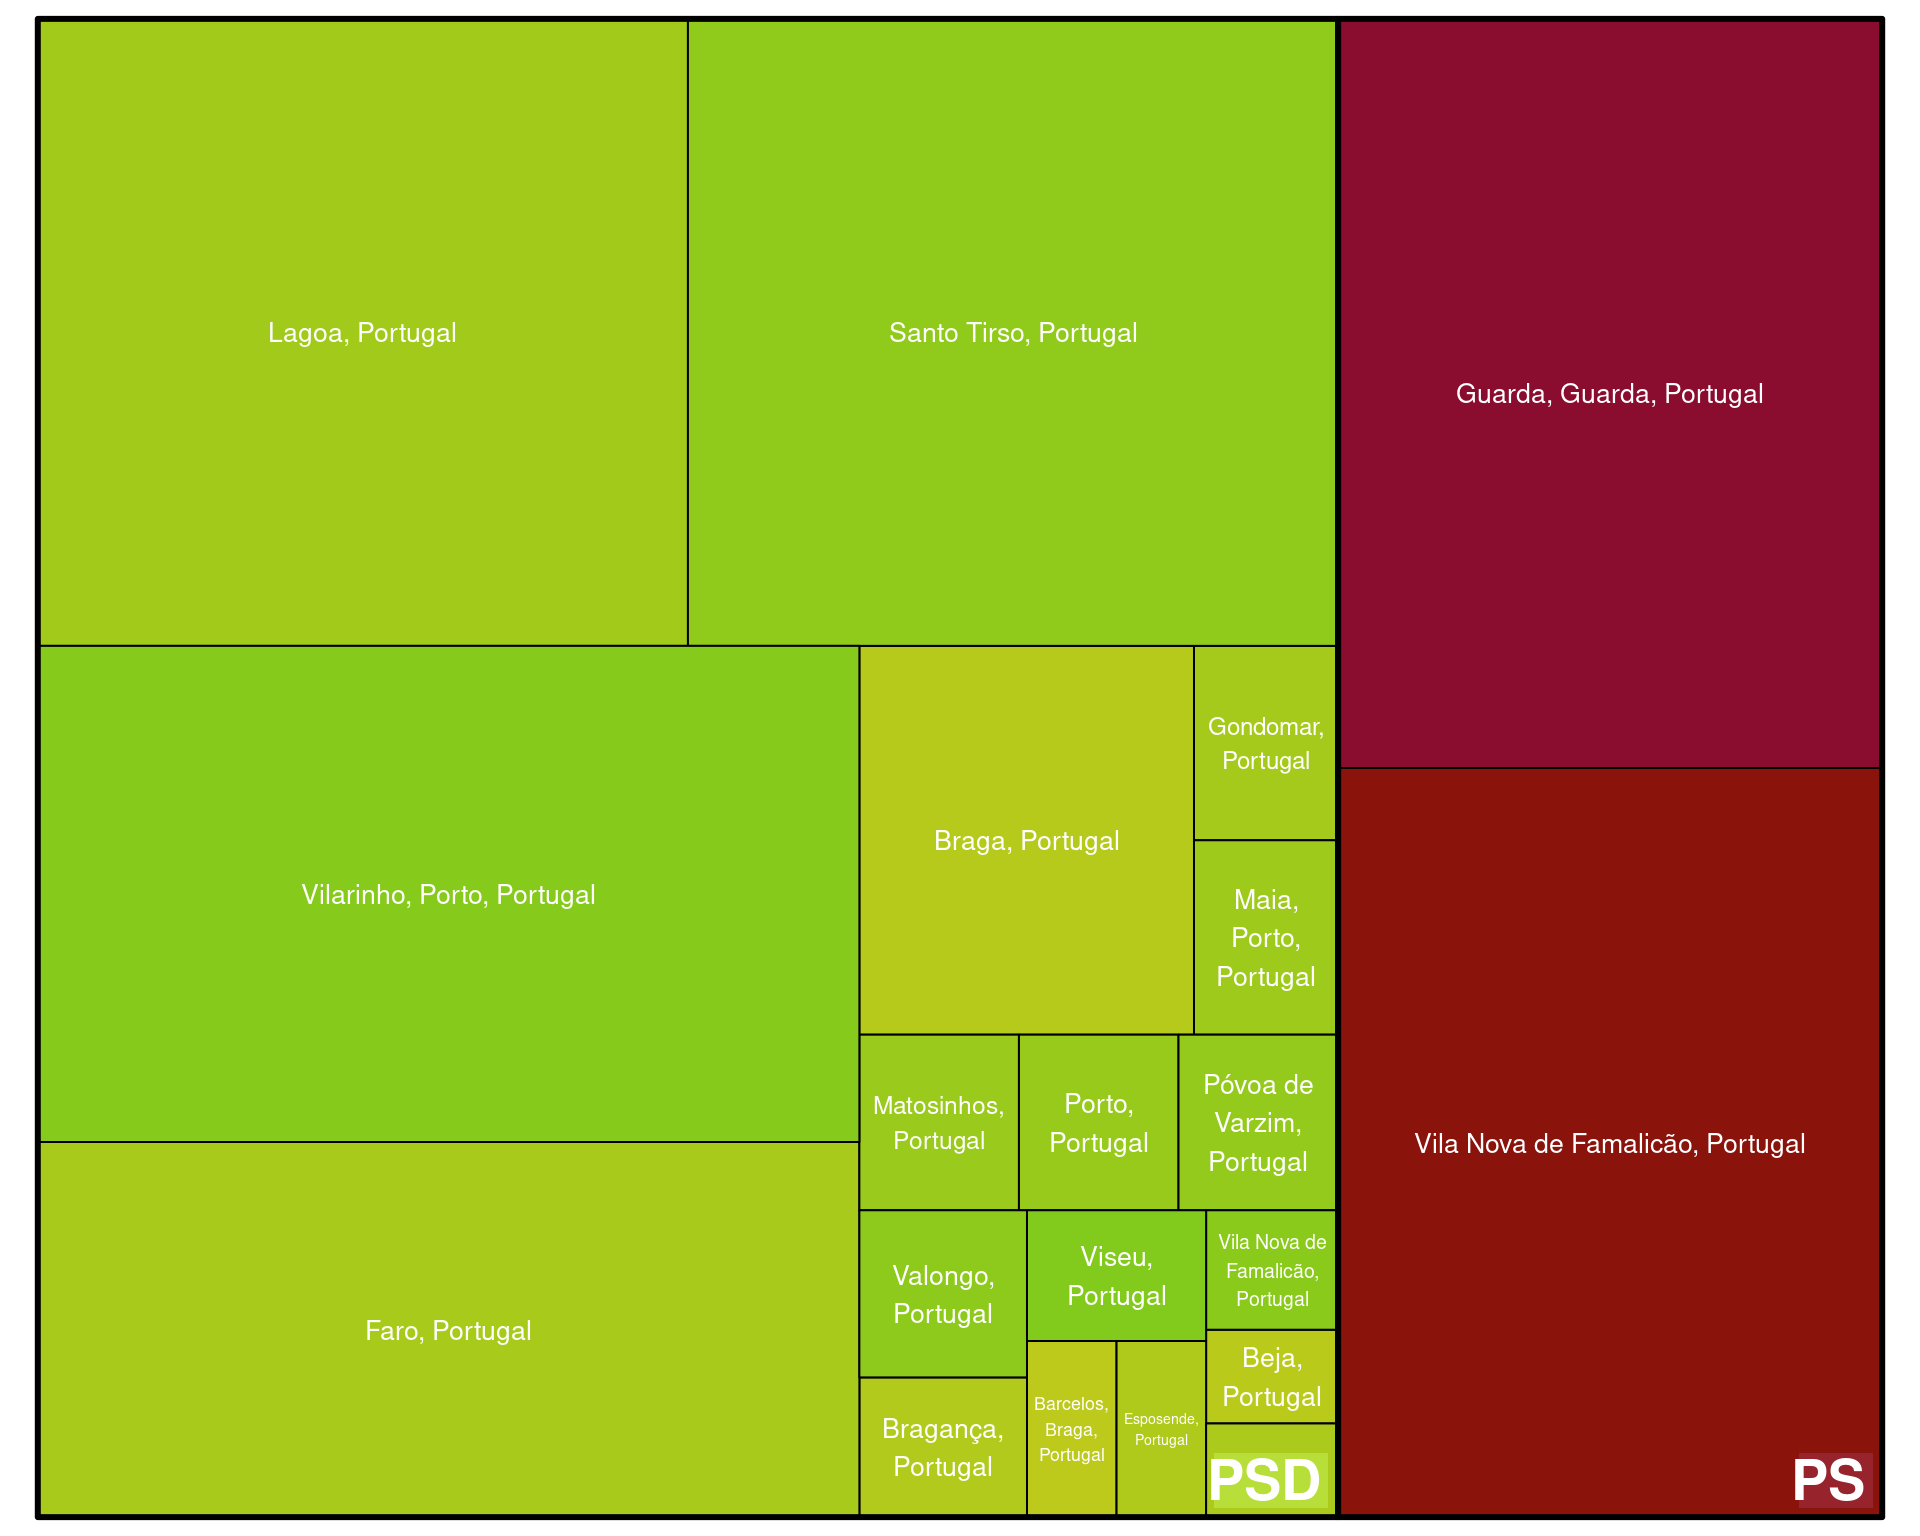 Lagoa, Portugal
Santo Tirso, Portugal
Guarda, Guarda, Portugal
Vilarinho, Porto, Portugal
Braga, Portugal
Gondomar,
Portugal
Maia,
Porto,
Portugal
Matosinhos,
Portugal
Porto,
Portugal
Póvoa de
Varzim,
Portugal
Vila Nova de Famalicão, Portugal
Faro, Portugal
Valongo,
Portugal
Viseu,
Portugal
Vila Nova de
Famalicão,
Portugal
Beja,
Portugal
Bragança,
Portugal
Barcelos,
Braga,
Portugal
Esposende,
Portugal
PSD
PS